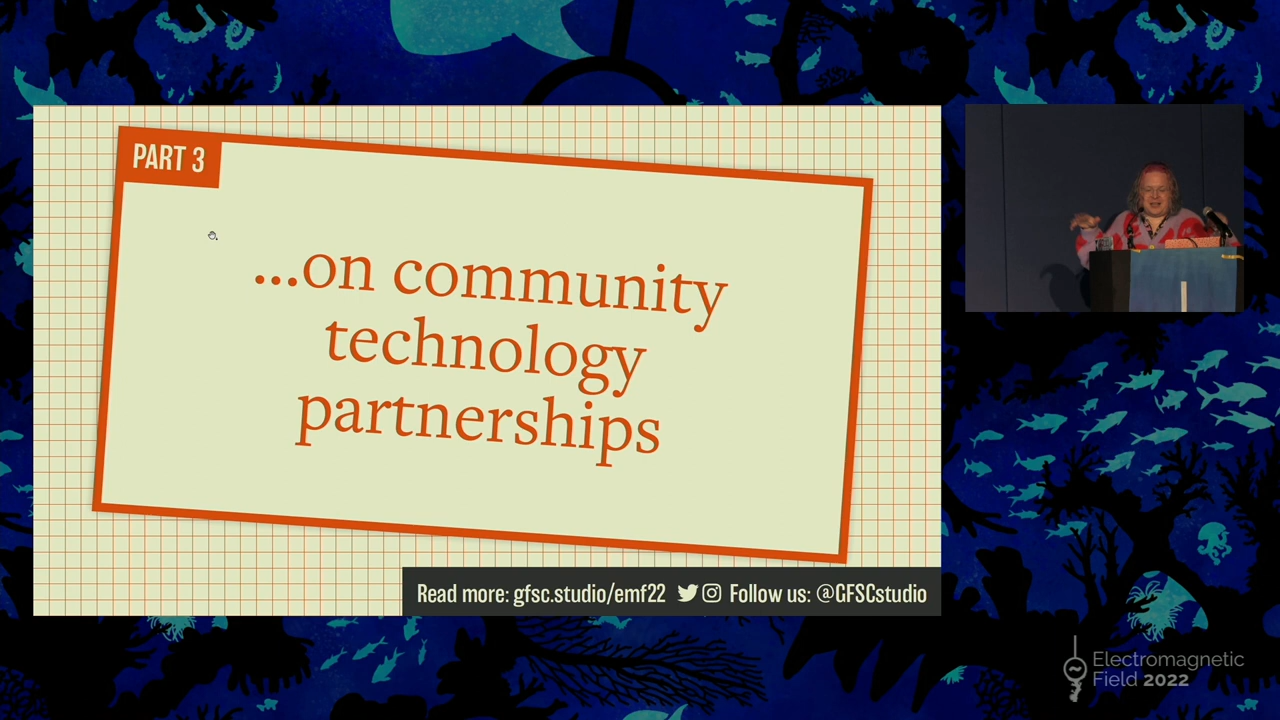 PART 3
...on community
technology
partnerships
Read more: gfsc.studio/emf22 Follow us: @GFSCstudio
Electromagnetic
Field 2022